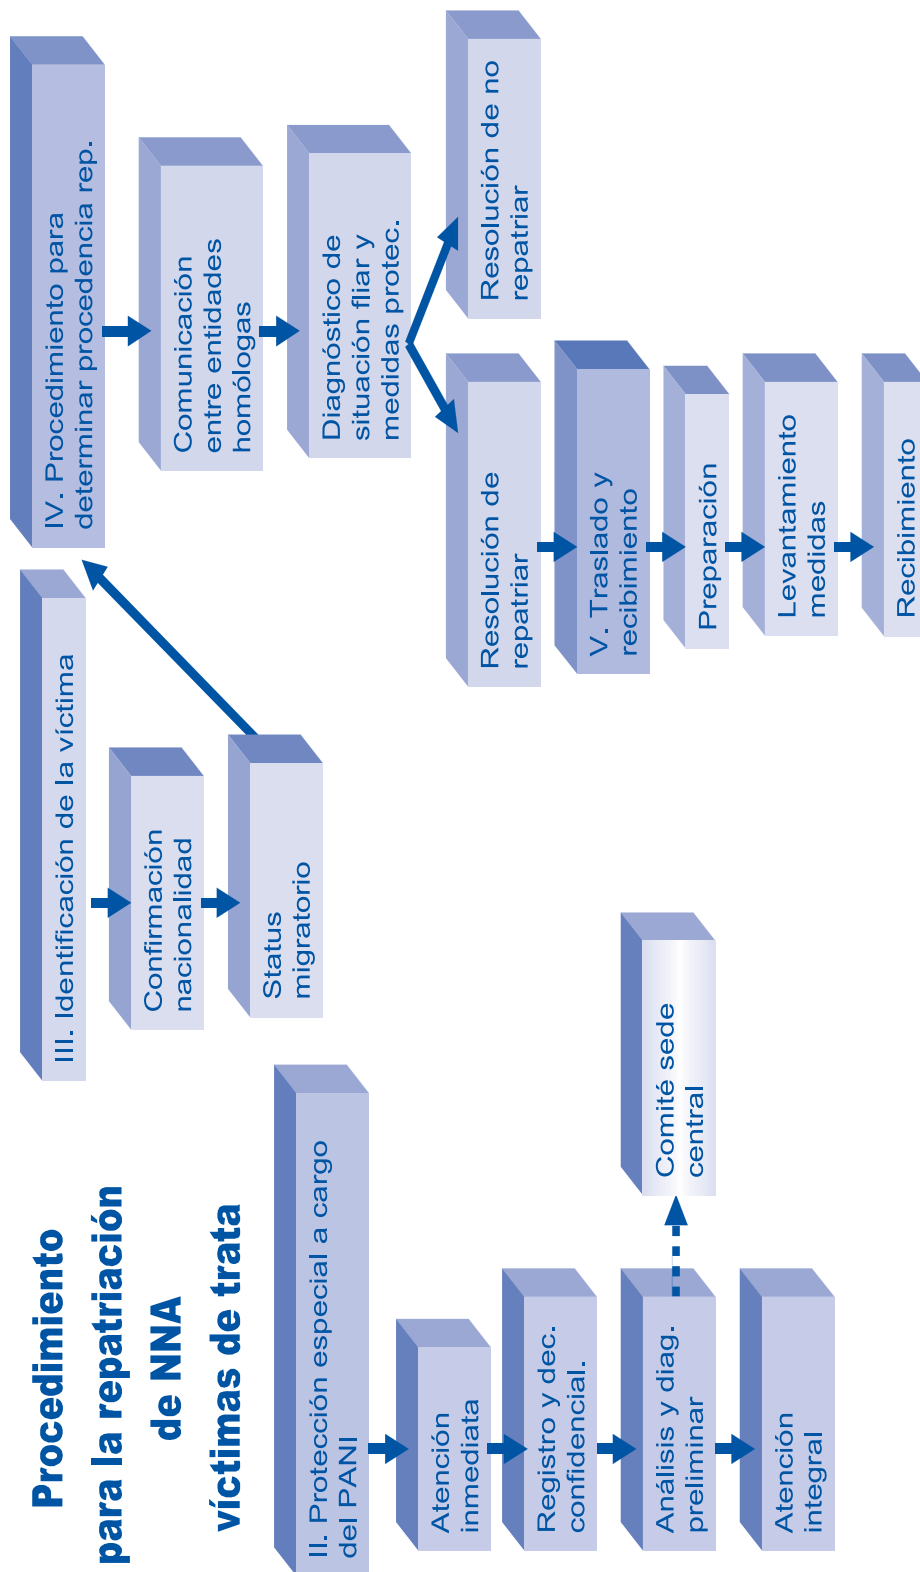 Procedimiento
para la repatriación
de NNA
víctimas de trata
II. Protección especial a cargo
del PANI
Atención
inmediata
Registro y dec.
confidencial.
Análisis y diag.
preliminar
Atención
integral
Comité sede
central
III. Identificación de la víctima
Confirmación
nacionalidad
Status
migratorio
IV. Procedimiento para
determinar procedencia rep.
Comunicación
entre entidades
homólogas
Diagnóstico de
situación fliar y
medidas protec.
Resolución de
repatriar
Resolución de no
repatriar
V. Traslado y
recibimiento
Preparación
Levantamiento
medidas
Recibimiento